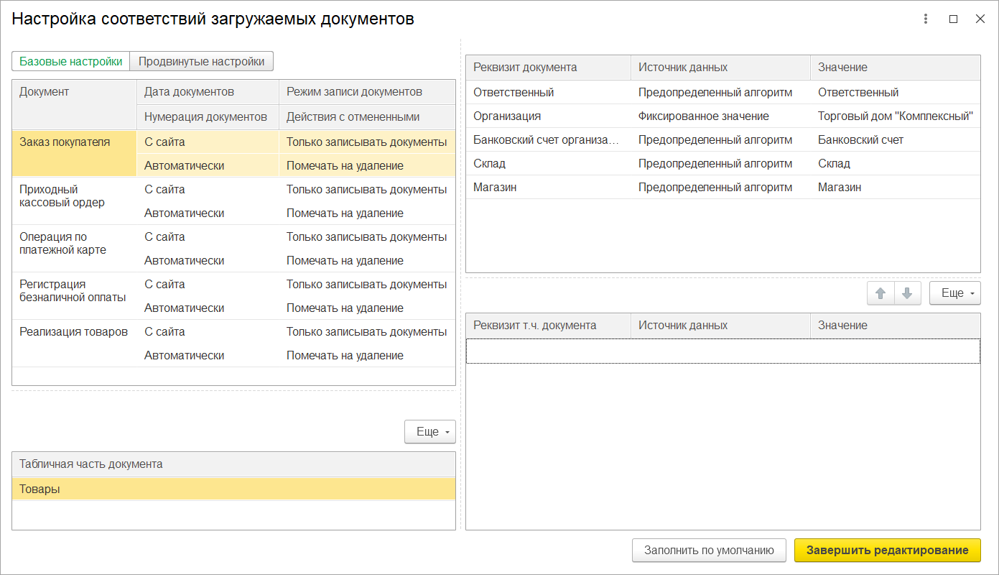 Настройка соответствий загружаемых документов
Базовые настройки Продвинутые настройки
Документ Дата документов Режим записи документов
Нумерация документов Действия с отмененными
Заказ покупателя С сайта Только записывать документы
Автоматически Помечать на удаление
Приходный С сайта Только записывать документы
кассовый ордер
Автоматически Помечать на удаление
Операция по С сайта Только записывать документы
платежной карте
Автоматически Помечать на удаление
Регистрация С сайта Только записывать документы
безналичной оплаты
Автоматически Помечать на удаление
Реализация товаров С сайта Только записывать документы
Автоматически Помечать на удаление
Еще
Табличная часть документа
Товары
Реквизит документа Источник данных Значение
Ответственный Предопределенный алгоритм Ответственный
Организация Фиксированное значение Торговый дом "Комплексный"
Банковский счет организа... Предопределенный алгоритм Банковский счет
Склад Предопределенный алгоритм Склад
Магазин Предопределенный алгоритм Магазин
Еще
Реквизит т.ч. документа Источник данных Значение
Заполнить по умолчанию Завершить редактирование